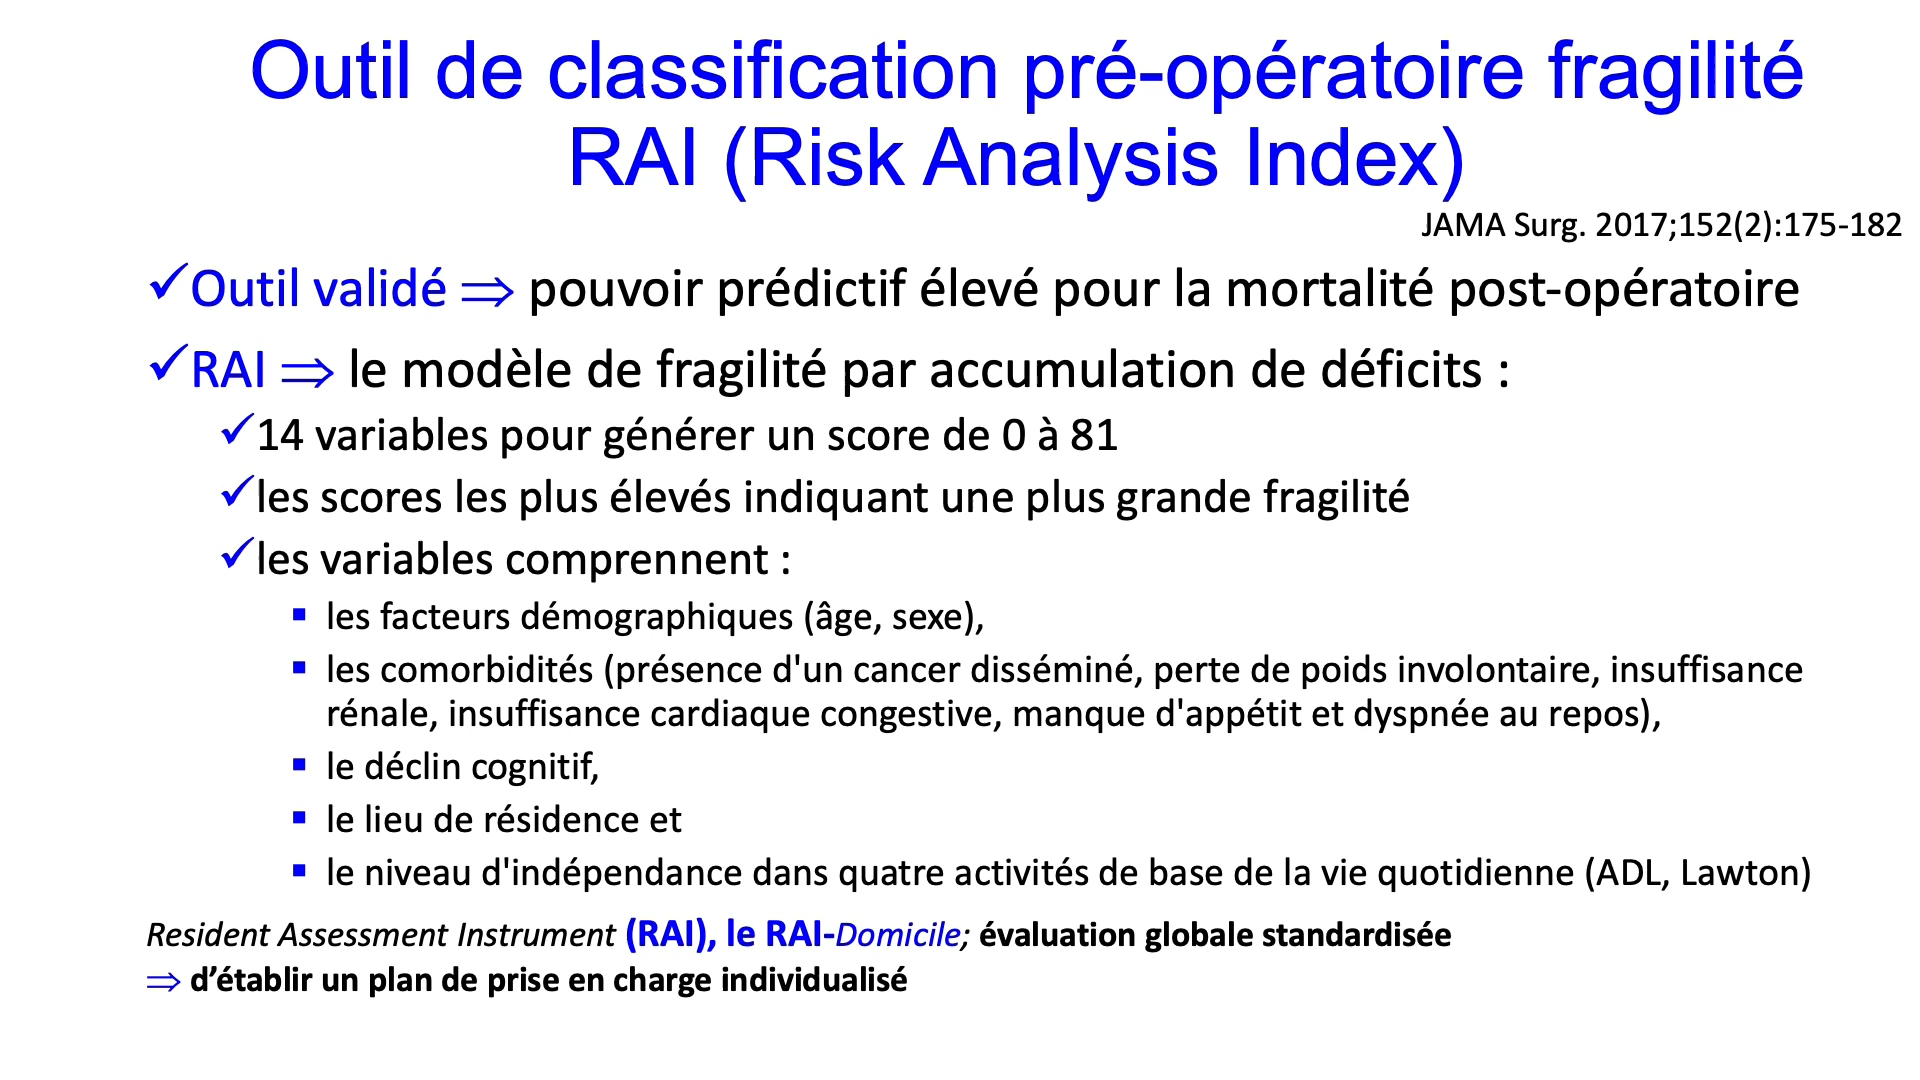 Outil de classification pré-opératoire fragilité
RAI (Risk Analysis Index)
JAMA Surg. 2017;152(2):175-182
✓Outil validé ⇒ pouvoir prédictif élevé pour la mortalité post-opératoire
✓RAI ⇒ le modèle de fragilité par accumulation de déficits :
✓14 variables pour générer un score de 0 à 81
✓les scores les plus élevés indiquant une plus grande fragilité
✓les variables comprennent :
▪ les facteurs démographiques (âge, sexe),
▪ les comorbidités (présence d'un cancer disséminé, perte de poids involontaire, insuffisance
rénale, insuffisance cardiaque congestive, manque d'appétit et dyspnée au repos),
▪ le déclin cognitif,
▪ le lieu de résidence et
▪ le niveau d'indépendance dans quatre activités de base de la vie quotidienne (ADL, Lawton)
Resident Assessment Instrument (RAI), le RAI-Domicile; évaluation globale standardisée
⇒ d’établir un plan de prise en charge individualisé